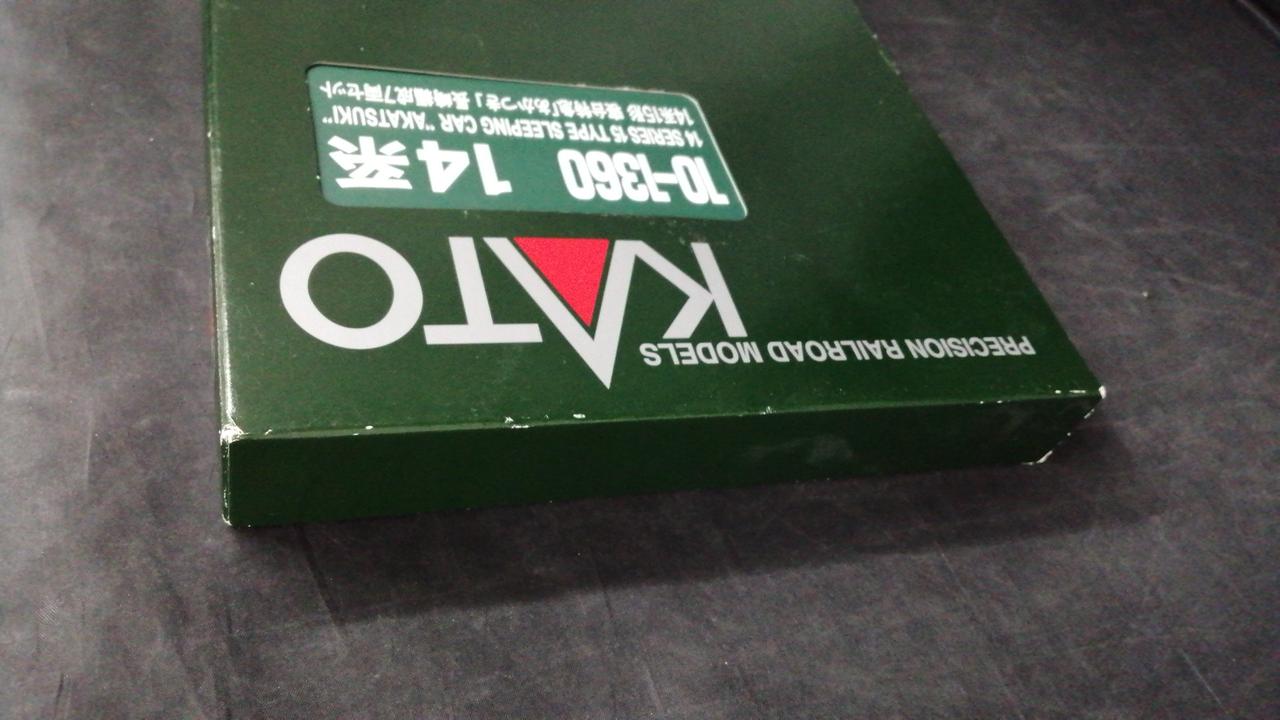 PRECISION RAILROAD MODELS
KATO
10-1360 14系
14 SERIES 15 TYPE SLEEPING CAR "AKATSUKI"
14系15形 寝台特急「あかつき」長崎編成7両セット